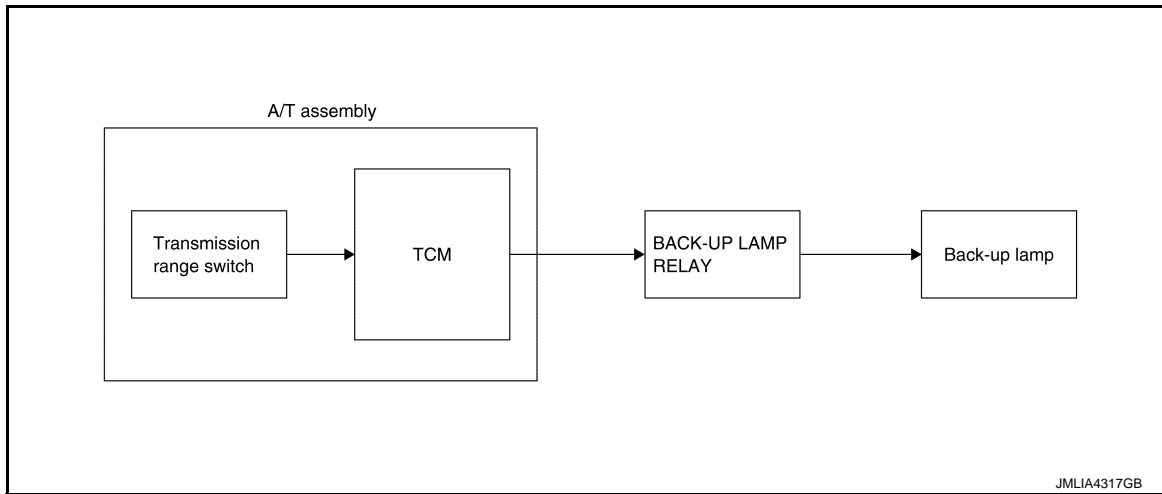 A/T assembly
Transmission
range switch
TCM
BACK-UP LAMP
RELAY
Back-up lamp
JMLIA4317GB